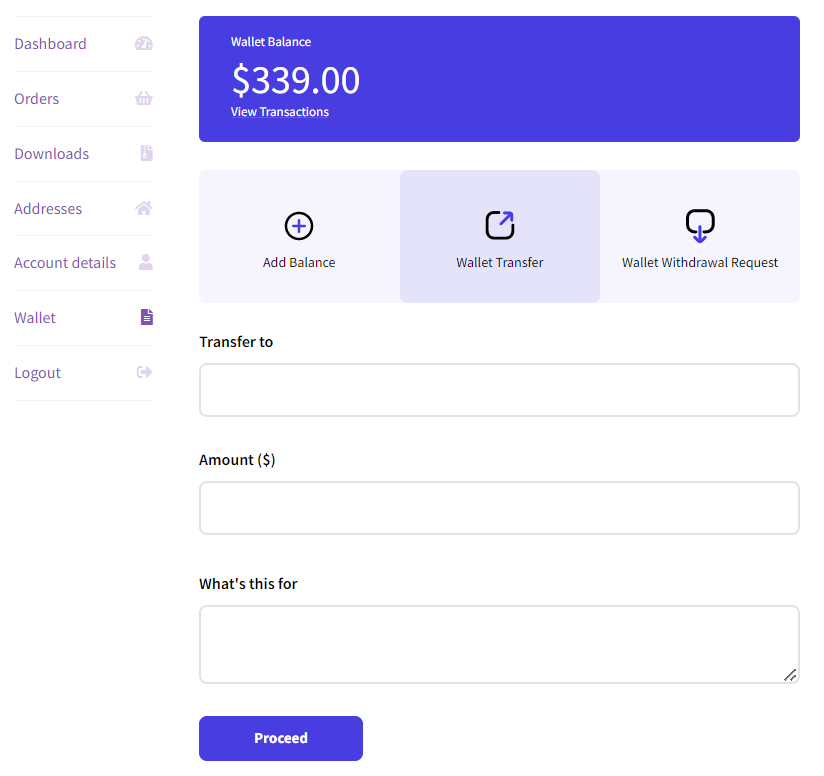 Dashboard
Orders
Downloads
Addresses
Account details
Wallet
Logout
Wallet Balance
$339.00
View Transactions
Add Balance
Wallet Transfer
Wallet Withdrawal Request
Transfer to
Amount ($)
What's this for
Proceed